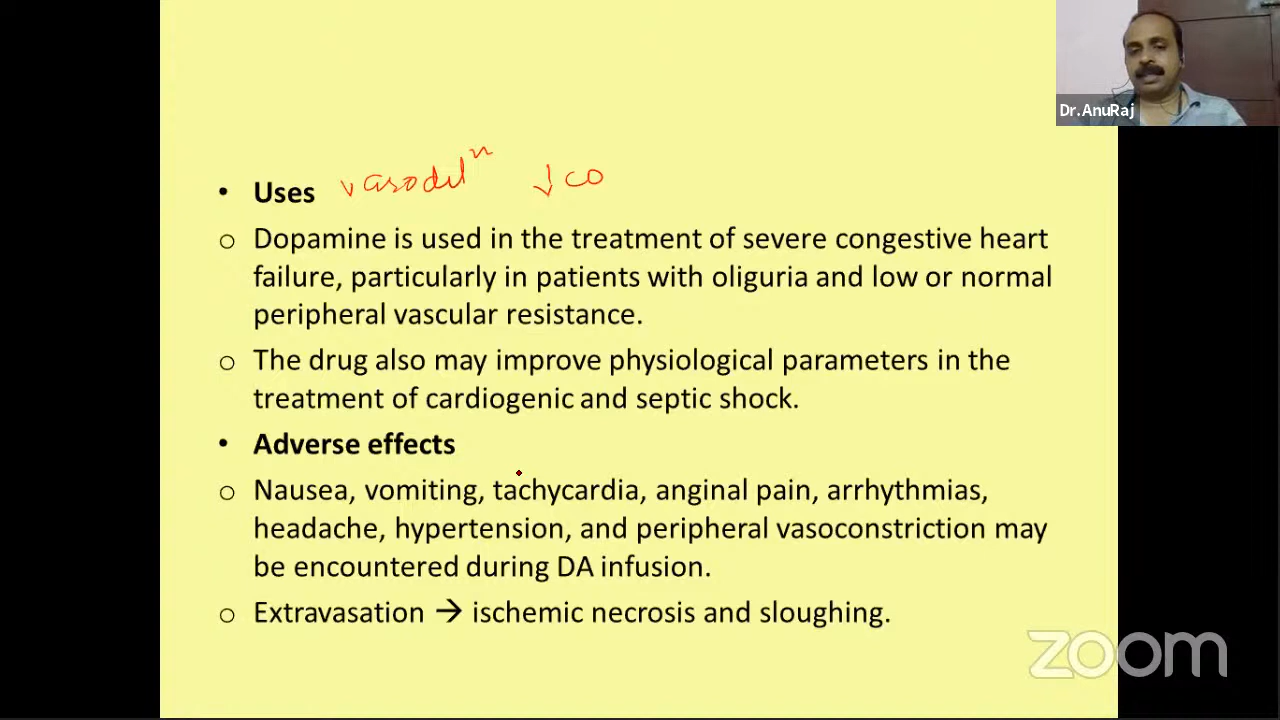 Dr.AnuRaj
• Uses vasodilⁿ ↓ co
o Dopamine is used in the treatment of severe congestive heart
failure, particularly in patients with oliguria and low or normal
peripheral vascular resistance.
o The drug also may improve physiological parameters in the
treatment of cardiogenic and septic shock.
• Adverse effects
o Nausea, vomiting, tachycardia, anginal pain, arrhythmias,
headache, hypertension, and peripheral vasoconstriction may
be encountered during DA infusion.
o Extravasation → ischemic necrosis and sloughing.
zoom